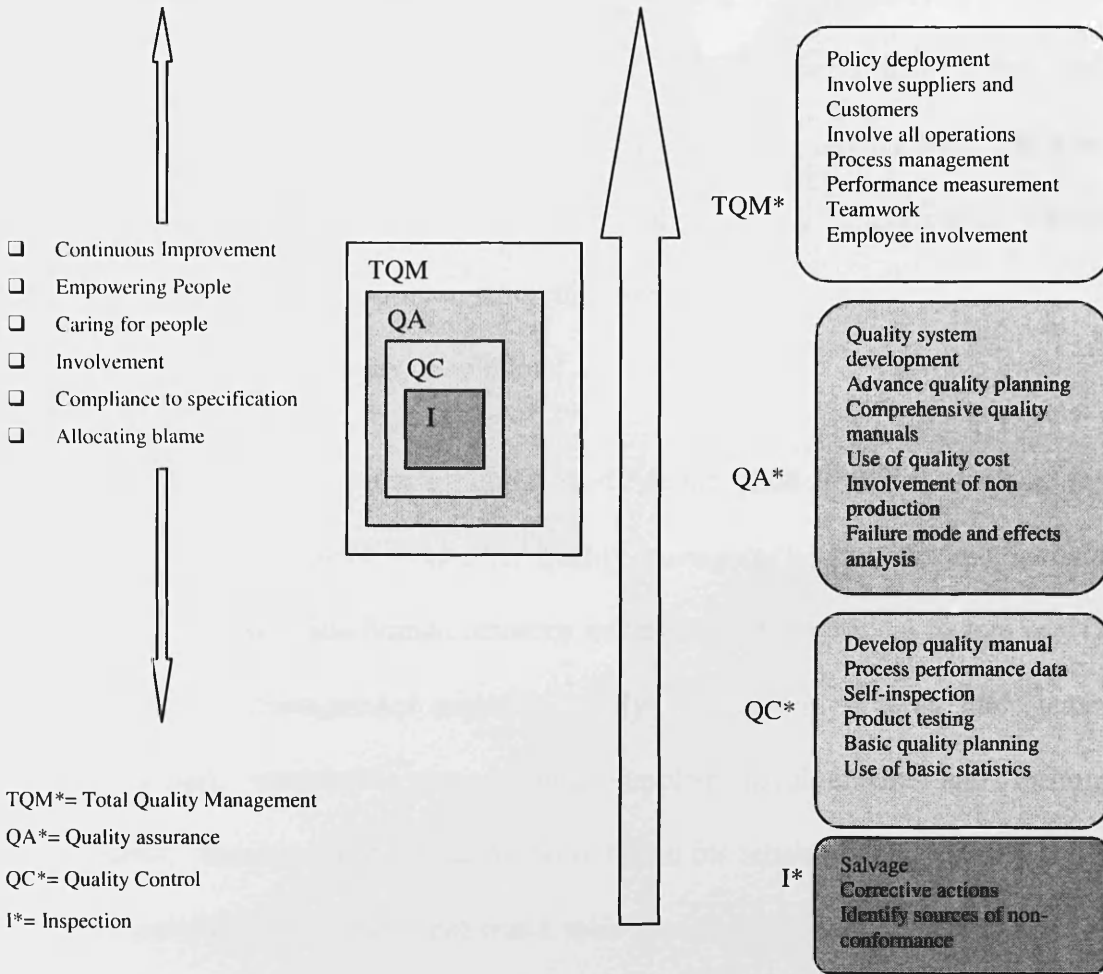 Continuous Improvement
Empowering People
Caring for people
Involvement
Compliance to specification
Allocating blame
TQM*= Total Quality Management
QA*= Quality assurance
QC*= Quality Control
I*= Inspection
TQM
QA
QC
I
TQM*
Policy deployment
Involve suppliers and
Customers
Involve all operations
Process management
Performance measurement
Teamwork
Employee involvement
QA*
Quality system
development
Advance quality planning
Comprehensive quality
manuals
Use of quality cost
Involvement of non
production
Failure mode and effects
analysis
QC*
Develop quality manual
Process performance data
Self-inspection
Product testing
Basic quality planning
Use of basic statistics
I*
Salvage
Corrective actions
Identify sources of non-
conformance